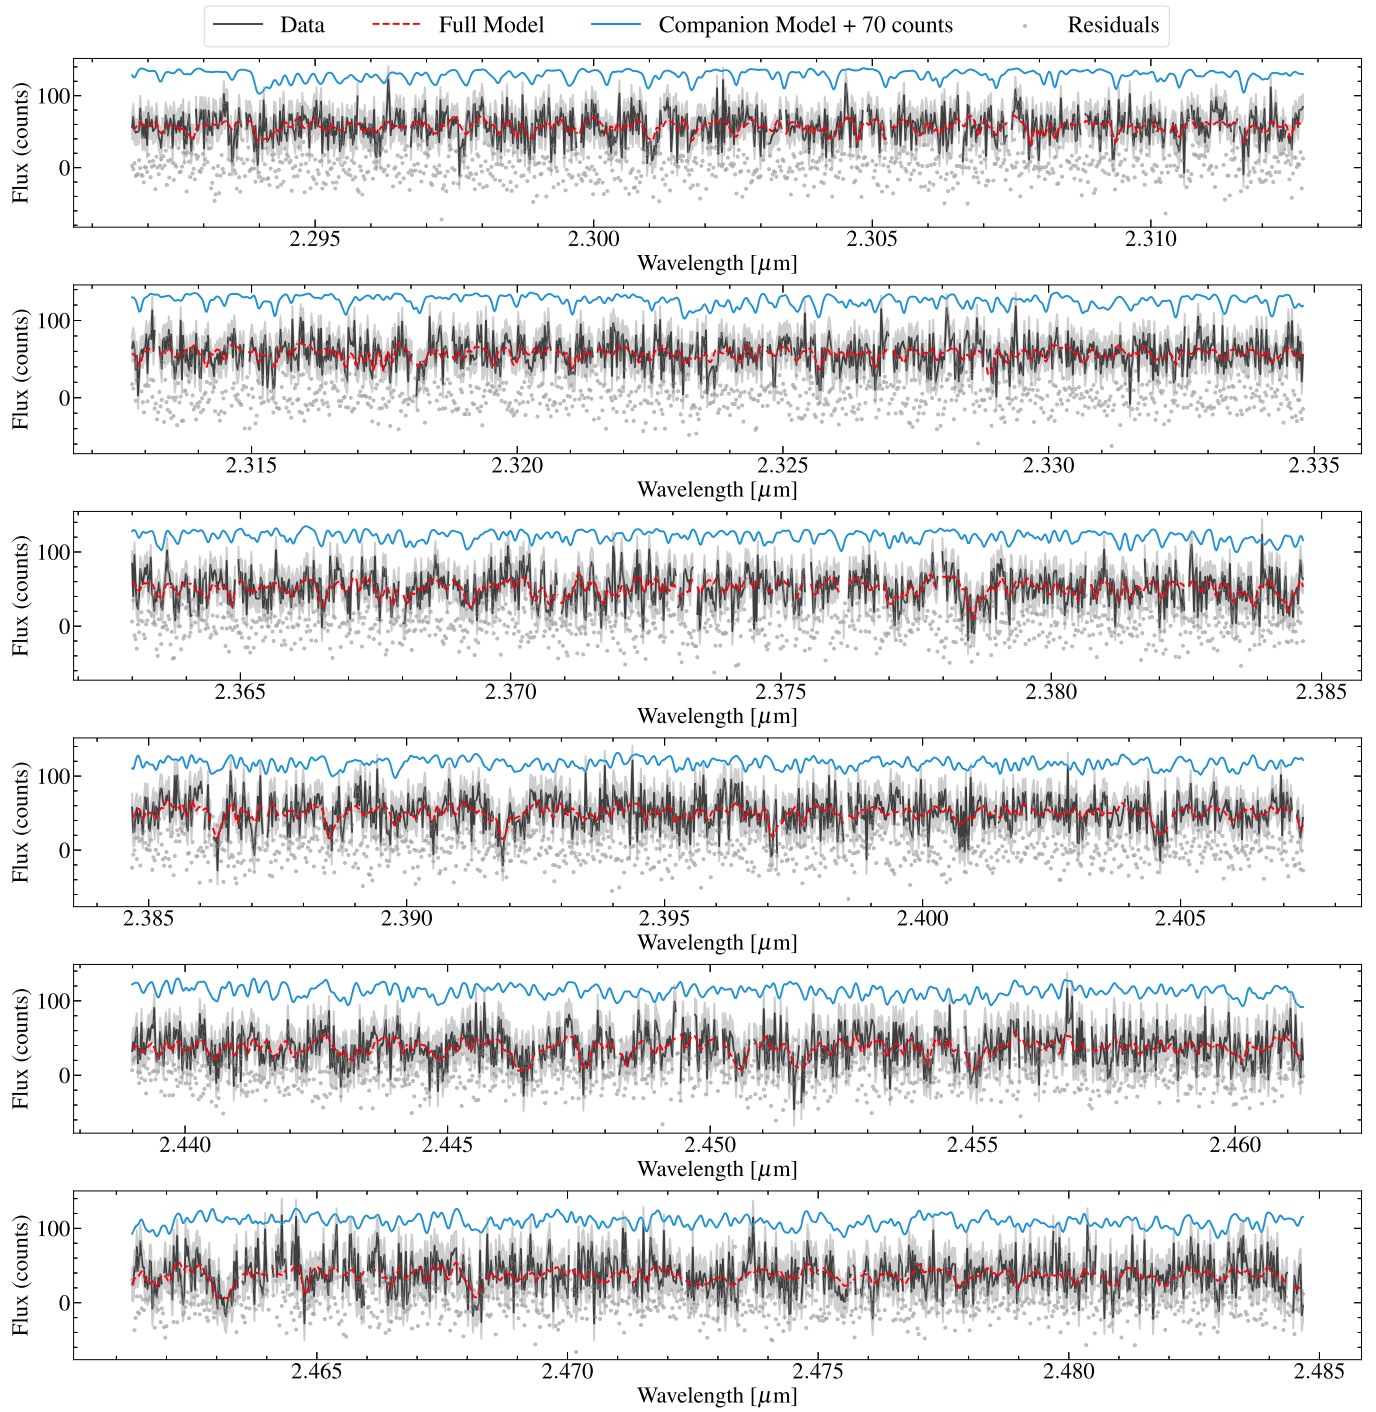 Data Full Model Companion Model + 70 counts Residuals
Flux (counts)
100
0
2.295 2.300 2.305 2.310
Wavelength [μm]
Flux (counts)
100
0
2.315 2.320 2.325 2.330 2.335
Wavelength [μm]
Flux (counts)
100
0
2.365 2.370 2.375 2.380 2.385
Wavelength [μm]
Flux (counts)
100
0
2.385 2.390 2.395 2.400 2.405
Wavelength [μm]
Flux (counts)
100
0
2.440 2.445 2.450 2.455 2.460
Wavelength [μm]
Flux (counts)
100
0
2.465 2.470 2.475 2.480 2.485
Wavelength [μm]